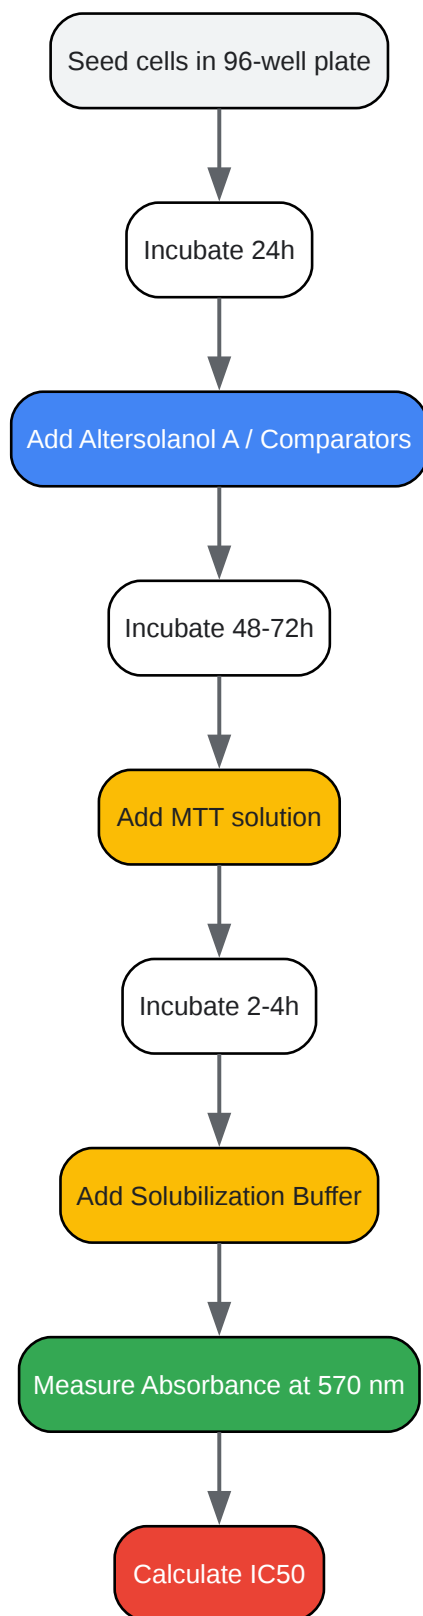 Seed cells in 96-well plate
Incubate 24h
Add Altersolanol A / Comparators
Incubate 48-72h
Add MTT solution
Incubate 2-4h
Add Solubilization Buffer
Measure Absorbance at 570 nm
Calculate IC50